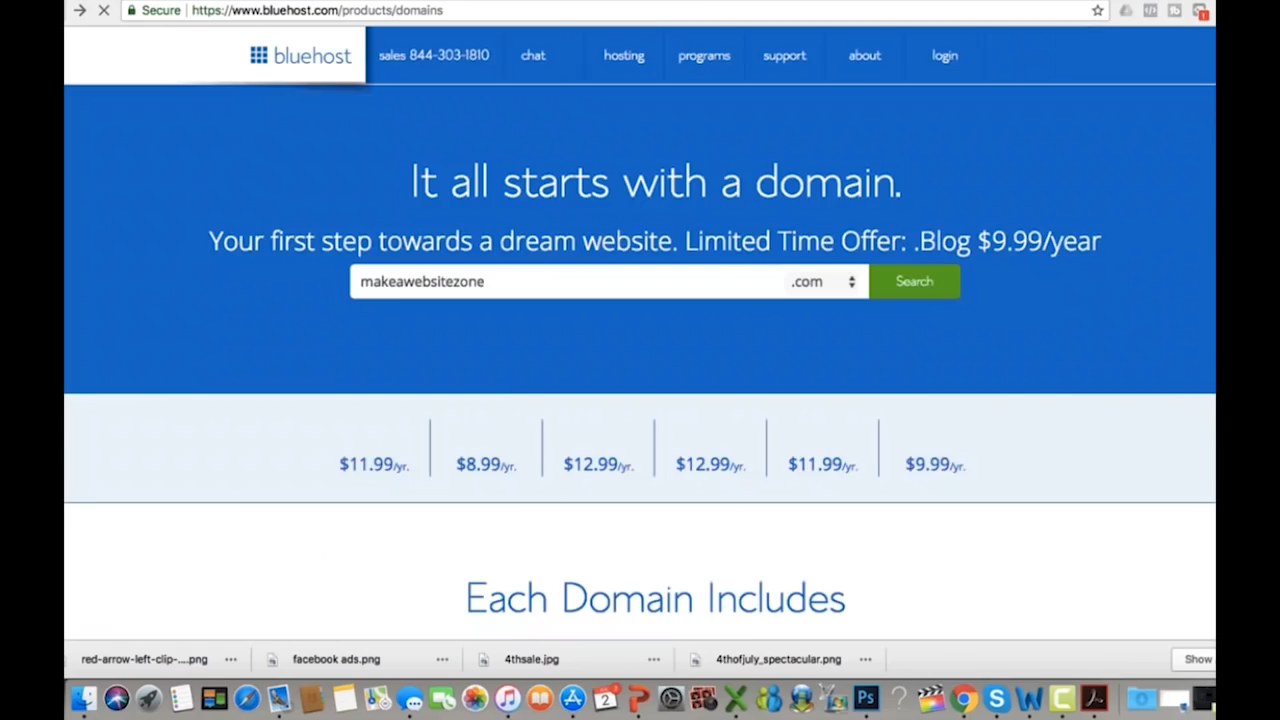 Secure https://www.bluehost.com/products/domains
bluehost sales 844-303-1810 chat hosting programs support about login
It all starts with a domain.
Your first step towards a dream website. Limited Time Offer: .Blog $9.99/year
makeawebsitezone .com Search
$11.99/yr. $8.99/yr. $12.99/yr. $12.99/yr. $11.99/yr. $9.99/yr.
Each Domain Includes
red-arrow-left-clip-....png facebook ads.png 4thsale.jpg 4thofjuly_spectacular.png Show
2 Ps